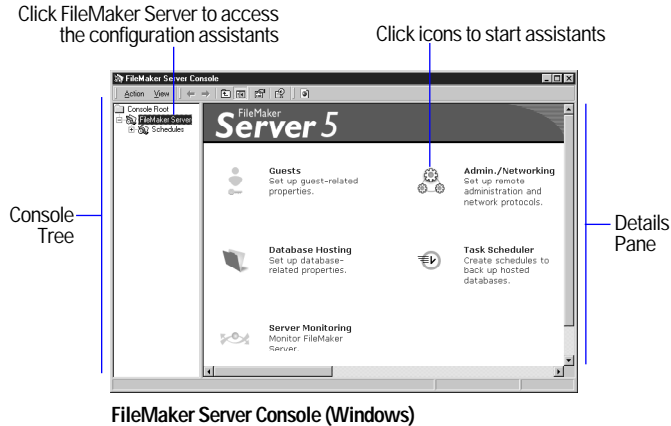 Click FileMaker Server to access
the configuration assistants
Click icons to start assistants
FileMaker Server Console
Action View
Console Root
FileMaker Server
Schedules
FileMaker
Server 5
Guests
Set up guest-related
properties.
Admin./Networking
Set up remote
administration and
network protocols.
Console
Tree
Details
Pane
Database Hosting
Set up database-
related properties.
Task Scheduler
Create schedules to
back up hosted
databases.
Server Monitoring
Monitor FileMaker
Server.
FileMaker Server Console (Windows)